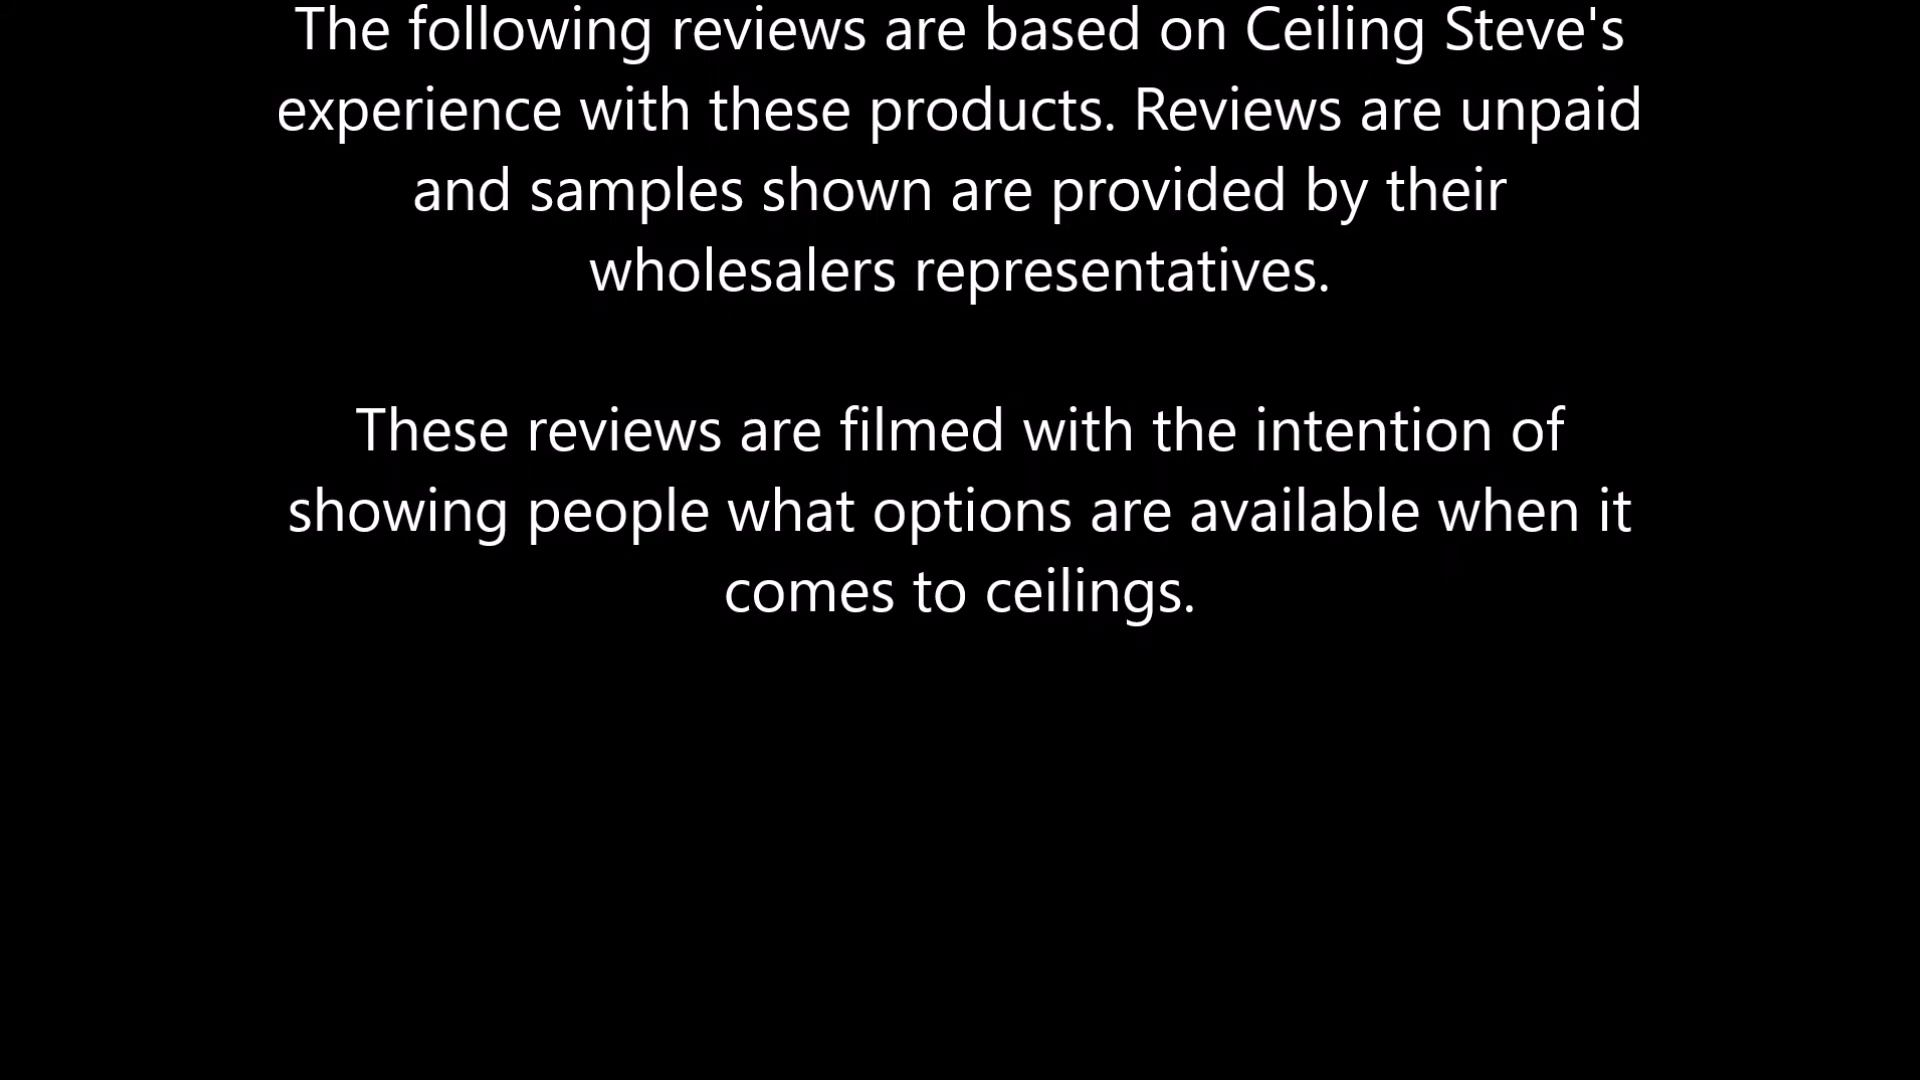 The following reviews are based on Ceiling Steve's
experience with these products. Reviews are unpaid
and samples shown are provided by their
wholesalers representatives.
These reviews are filmed with the intention of
showing people what options are available when it
comes to ceilings.